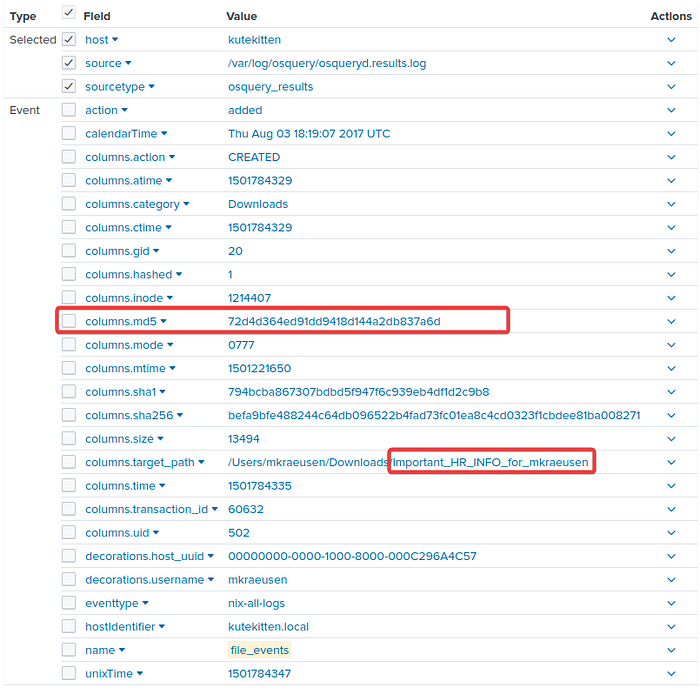 Type Field Value Actions
Selected host kutekitten
source /var/log/osquery/osqueryd.results.log
sourcetype osquery_results
Event action added
calendarTime Thu Aug 03 18:19:07 2017 UTC
columns.action CREATED
columns.atime 1501784329
columns.category Downloads
columns.ctime 1501784329
columns.gid 20
columns.hashed 1
columns.inode 1214407
columns.md5 72d4d364ed91dd9418d144a2db837a6d
columns.mode 0777
columns.mtime 1501221650
columns.sha1 794bcba867307bdbd5f947f6c939eb4df1d2c9b8
columns.sha256 befa9bfe488244c64db096522b4fad73fc01ea8c4cd0323f1cbdee81ba008271
columns.size 13494
columns.target_path /Users/mkraeusen/Downloads/Important_HR_INFO_for_mkraeusen
columns.time 1501784335
columns.transaction_id 60632
columns.uid 502
decorations.host_uuid 00000000-0000-1000-8000-000C296A4C57
decorations.username mkraeusen
eventtype nix-all-logs
hostIdentifier kutekitten.local
name file_events
unixTime 1501784347